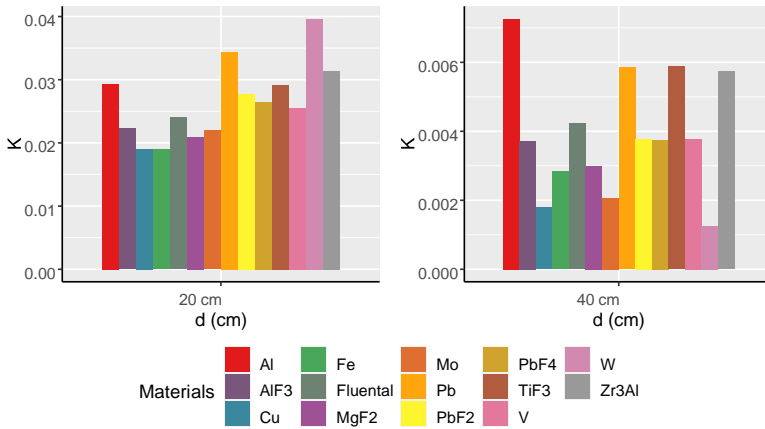 0.04
0.03
0.02
0.01
0.00
K
20 cm
d (cm)
0.006
0.004
0.002
0.000
K
40 cm
d (cm)
Materials
Al
AlF3
Cu
Fe
Fluental
MgF2
Mo
Pb
PbF2
PbF4
TiF3
V
W
Zr3Al